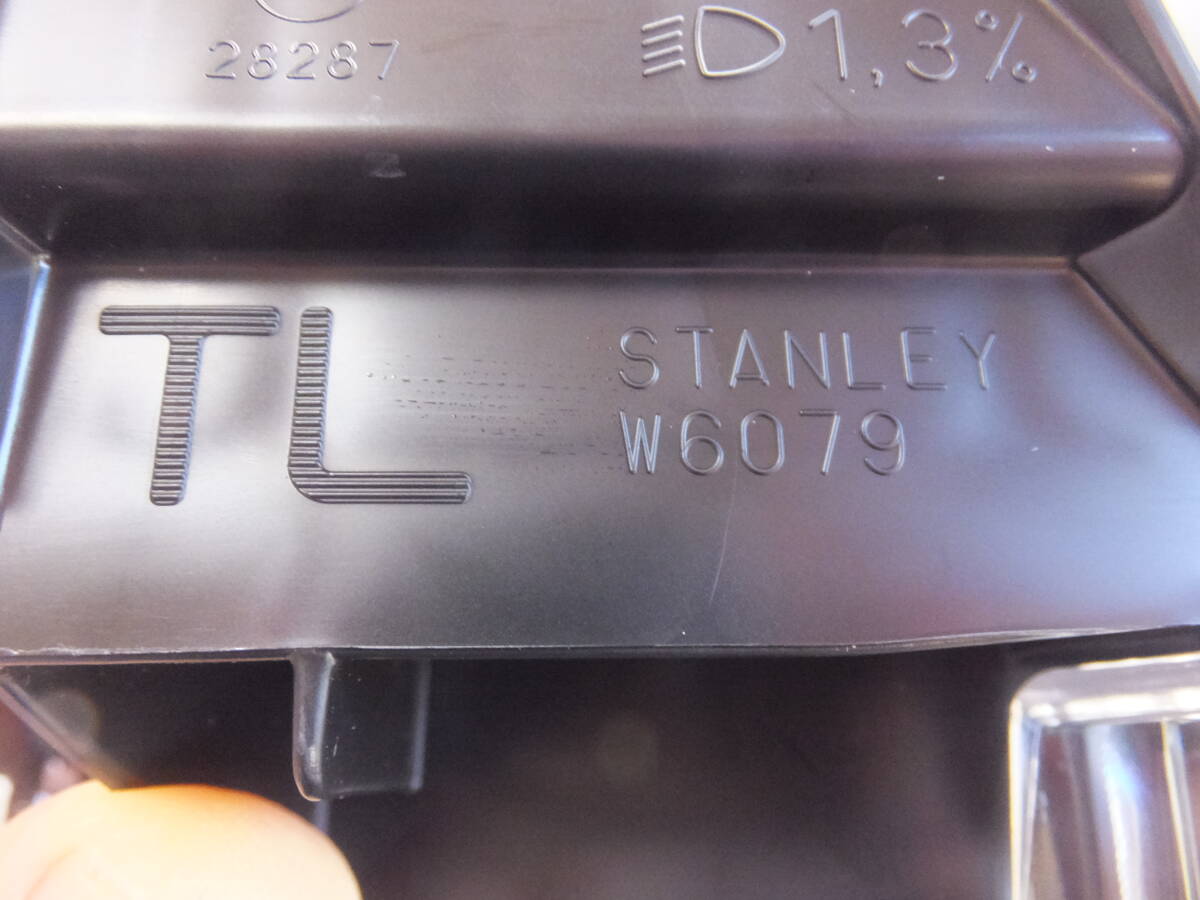 28287
1,3%
TL
STANLEY
W6079